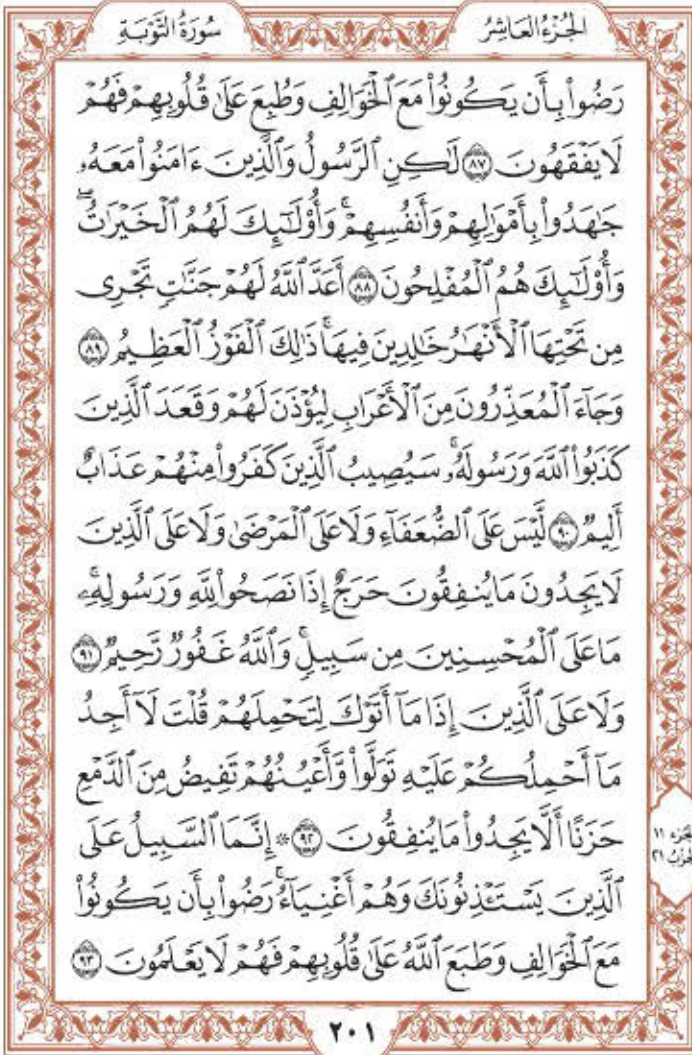 سُورَةُ التَّوْبَةِ
الجُزْءُ العَاشِرُ
رَضُوا۟ بِأَن يَكُونُوا۟ مَعَ ٱلْخَوَالِفِ وَطُبِعَ عَلَىٰ قُلُوبِهِمْ فَهُمْ
لَا يَفْقَهُونَ ٨٧ لَٰكِنِ ٱلرَّسُولُ وَٱلَّذِينَ ءَامَنُوا۟ مَعَهُۥ
جَٰهَدُوا۟ بِأَمْوَٰلِهِمْ وَأَنفُسِهِمْ ۚ وَأُو۟لَٰٓئِكَ لَهُمُ ٱلْخَيْرَٰتُ ۖ
وَأُو۟لَٰٓئِكَ هُمُ ٱلْمُفْلِحُونَ ٨٨ أَعَدَّ ٱللَّهُ لَهُمْ جَنَّٰتٍ تَجْرِى
مِن تَحْتِهَا ٱلْأَنْهَٰرُ خَٰلِدِينَ فِيهَا ۚ ذَٰلِكَ ٱلْفَوْزُ ٱلْعَظِيمُ ٨٩
وَجَآءَ ٱلْمُعَذِّرُونَ مِنَ ٱلْأَعْرَابِ لِيُؤْذَنَ لَهُمْ وَقَعَدَ ٱلَّذِينَ
كَذَبُوا۟ ٱللَّهَ وَرَسُولَهُۥ ۚ سَيُصِيبُ ٱلَّذِينَ كَفَرُوا۟ مِنْهُمْ عَذَابٌ
أَلِيمٌ ٩٠ لَّيْسَ عَلَى ٱلضُّعَفَآءِ وَلَا عَلَى ٱلْمَرْضَىٰ وَلَا عَلَى ٱلَّذِينَ
لَا يَجِدُونَ مَا يُنفِقُونَ حَرَجٌ إِذَا نَصَحُوا۟ لِلَّهِ وَرَسُولِهِۦ ۚ
مَا عَلَى ٱلْمُحْسِنِينَ مِن سَبِيلٍ ۚ وَٱللَّهُ غَفُورٌ رَّحِيمٌ ٩١
وَلَا عَلَى ٱلَّذِينَ إِذَا مَآ أَتَوْكَ لِتَحْمِلَهُمْ قُلْتَ لَآ أَجِدُ
مَآ أَحْمِلُكُمْ عَلَيْهِ تَوَلَّوا۟ وَّأَعْيُنُهُمْ تَفِيضُ مِنَ ٱلدَّمْعِ
حَزَنًا أَلَّا يَجِدُوا۟ مَا يُنفِقُونَ ٩٢ ۞ إِنَّمَا ٱلسَّبِيلُ عَلَى
ٱلَّذِينَ يَسْتَـْٔذِنُونَكَ وَهُمْ أَغْنِيَآءُ ۚ رَضُوا۟ بِأَن يَكُونُوا۟
مَعَ ٱلْخَوَالِفِ وَطَبَعَ ٱللَّهُ عَلَىٰ قُلُوبِهِمْ فَهُمْ لَا يَعْلَمُونَ ٩٣
جزء ١١
حزب ٢١
٢٠١